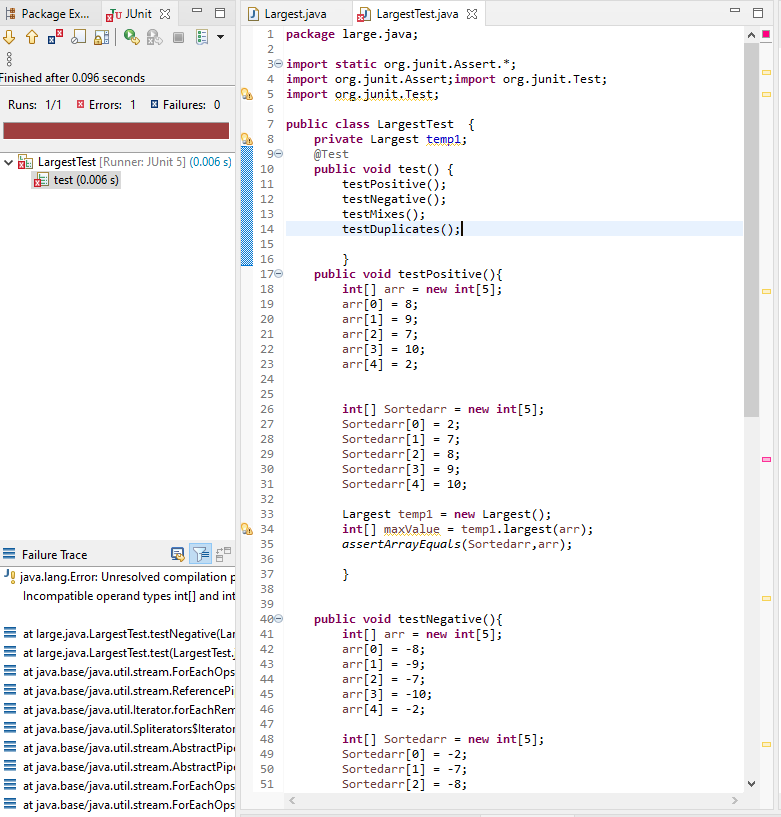 Package Ex...
JUnit
Finished after 0.096 seconds
Runs: 1/1 Errors: 1 Failures: 0
LargestTest [Runner: JUnit 5] (0.006 s)
test (0.006 s)
Failure Trace
java.lang.Error: Unresolved compilation p
Incompatible operand types int[] and int
at large.java.LargestTest.testNegative(Lar
at large.java.LargestTest.test(LargestTest.
at java.base/java.util.stream.ForEachOps
at java.base/java.util.stream.ReferencePi
at java.base/java.util.Iterator.forEachRem
at java.base/java.util.Spliterators$Iterator
at java.base/java.util.stream.AbstractPipe
at java.base/java.util.stream.AbstractPipe
at java.base/java.util.stream.ForEachOps
at java.base/java.util.stream.ForEachOps
Largest.java
LargestTest.java
1 package large.java;
2
3 import static org.junit.Assert.*;
4 import org.junit.Assert;import org.junit.Test;
5 import org.junit.Test;
6
7 public class LargestTest {
8 private Largest temp1;
9 @Test
10 public void test() {
11 testPositive();
12 testNegative();
13 testMixes();
14 testDuplicates();
15
16 }
17 public void testPositive(){
18 int[] arr = new int[5];
19 arr[0] = 8;
20 arr[1] = 9;
21 arr[2] = 7;
22 arr[3] = 10;
23 arr[4] = 2;
24
25
26 int[] Sortedarr = new int[5];
27 Sortedarr[0] = 2;
28 Sortedarr[1] = 7;
29 Sortedarr[2] = 8;
30 Sortedarr[3] = 9;
31 Sortedarr[4] = 10;
32
33 Largest temp1 = new Largest();
34 int[] maxValue = temp1.largest(arr);
35 assertArrayEquals(Sortedarr,arr);
36
37 }
38
39
40 public void testNegative(){
41 int[] arr = new int[5];
42 arr[0] = -8;
43 arr[1] = -9;
44 arr[2] = -7;
45 arr[3] = -10;
46 arr[4] = -2;
47
48 int[] Sortedarr = new int[5];
49 Sortedarr[0] = -2;
50 Sortedarr[1] = -7;
51 Sortedarr[2] = -8;